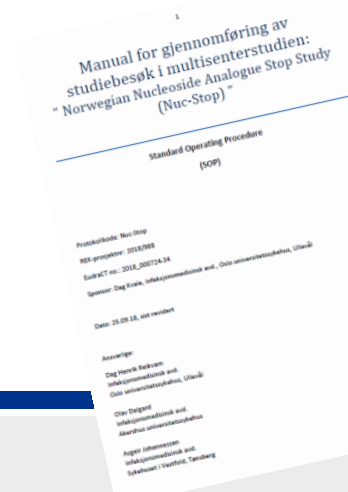 1
Manual for gjennomføring av
studiebesøk i multisenterstudien:
“ Norwegian Nucleoside Analogue Stop Study
(Nuc-Stop) ”
Standard Operating Procedure
(SOP)
Protocolkode: Nuc-Stop
REK-prosjektnr: 2018/988
EudraCT no.: 2018_000724-34
Sponsor: Dag Kvale, Infeksjonsmedisinsk avd., Oslo universitetssykehus, Ullevål
Dato: 25.09.18, sist revidert
Ansvarlige:
Dag Henrik Reikvam
Infeksjonsmedisinsk avd.
Oslo universitetssykehus, Ullevål
Olav Dalgard
Infeksjonsmedisinsk avd.
Akershus universitetssykehus
Asgeir Johannessen
Infeksjonsmedisinsk avd.
Sykehuset i Vestfold, Tønsberg